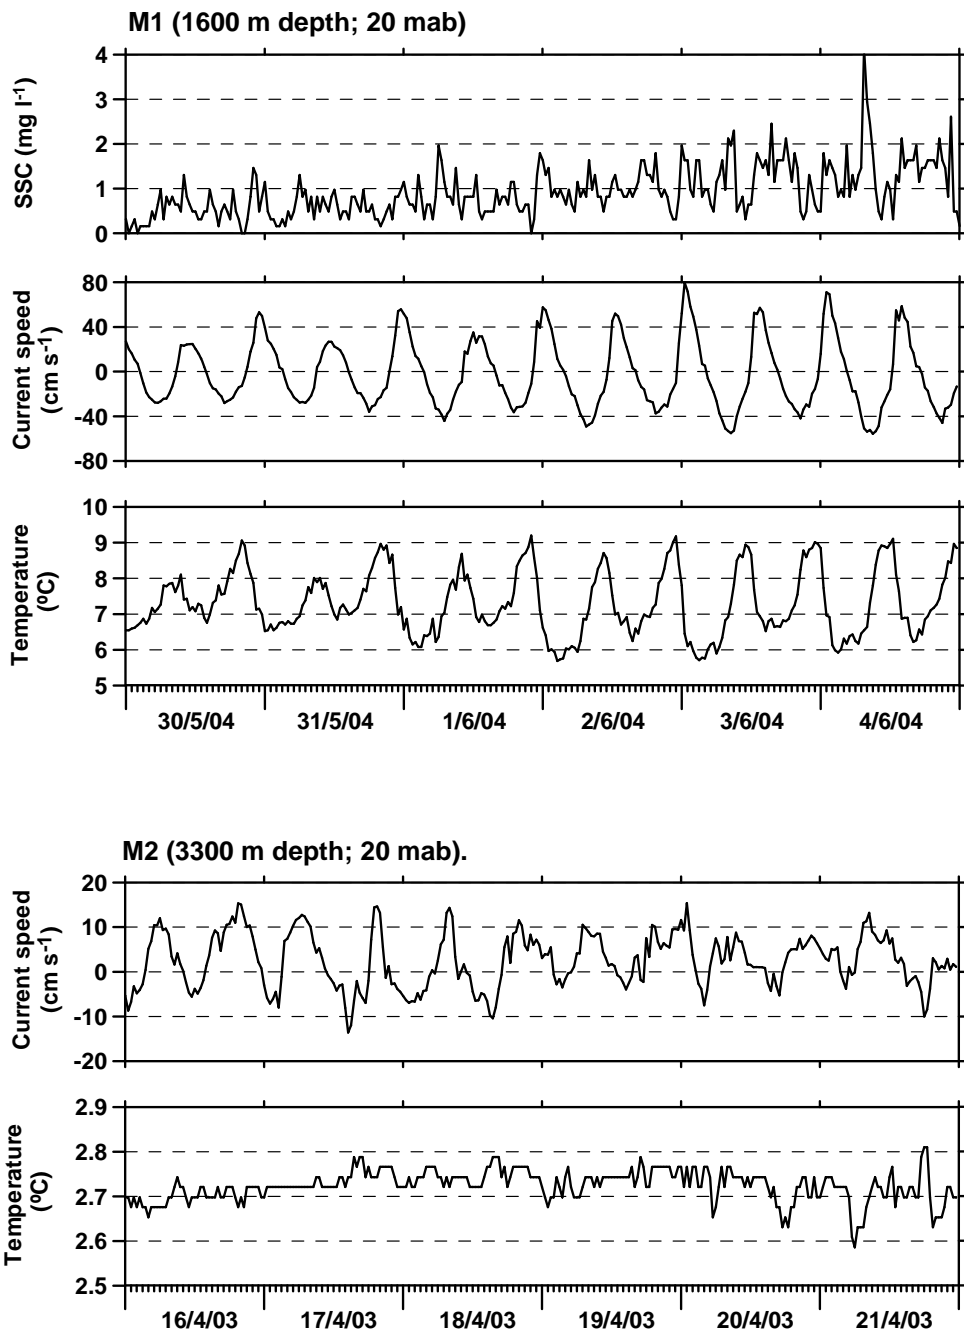 M1 (1600 m depth; 20 mab)
SSC (mg l-1)
4
3
2
1
0
Current speed
(cm s-1)
80
40
0
-40
-80
Temperature
(ºC)
10
9
8
7
6
5
30/5/04 31/5/04 1/6/04 2/6/04 3/6/04 4/6/04
M2 (3300 m depth; 20 mab).
Current speed
(cm s-1)
20
10
0
-10
-20
Temperature
(ºC)
2.9
2.8
2.7
2.6
2.5
16/4/03 17/4/03 18/4/03 19/4/03 20/4/03 21/4/03